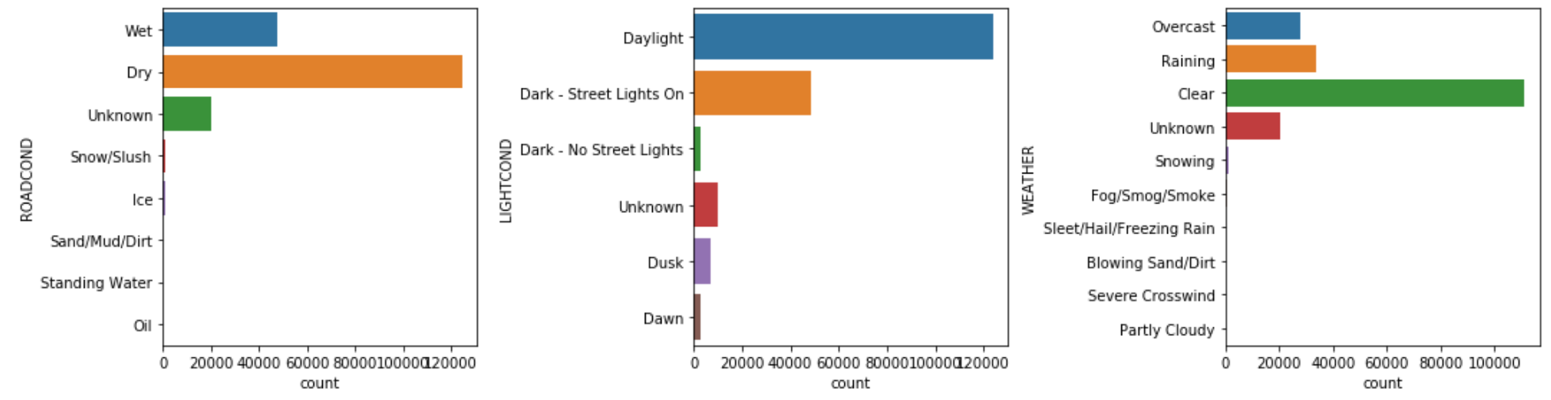 ROADCOND
Wet
Dry
Unknown
Snow/Slush
Ice
Sand/Mud/Dirt
Standing Water
Oil
0 20000 40000 60000 80000 100000 120000
count
LIGHTCOND
Daylight
Dark - Street Lights On
Dark - No Street Lights
Unknown
Dusk
Dawn
0 20000 40000 60000 80000 100000 120000
count
WEATHER
Overcast
Raining
Clear
Unknown
Snowing
Fog/Smog/Smoke
Sleet/Hail/Freezing Rain
Blowing Sand/Dirt
Severe Crosswind
Partly Cloudy
0 20000 40000 60000 80000 100000
count